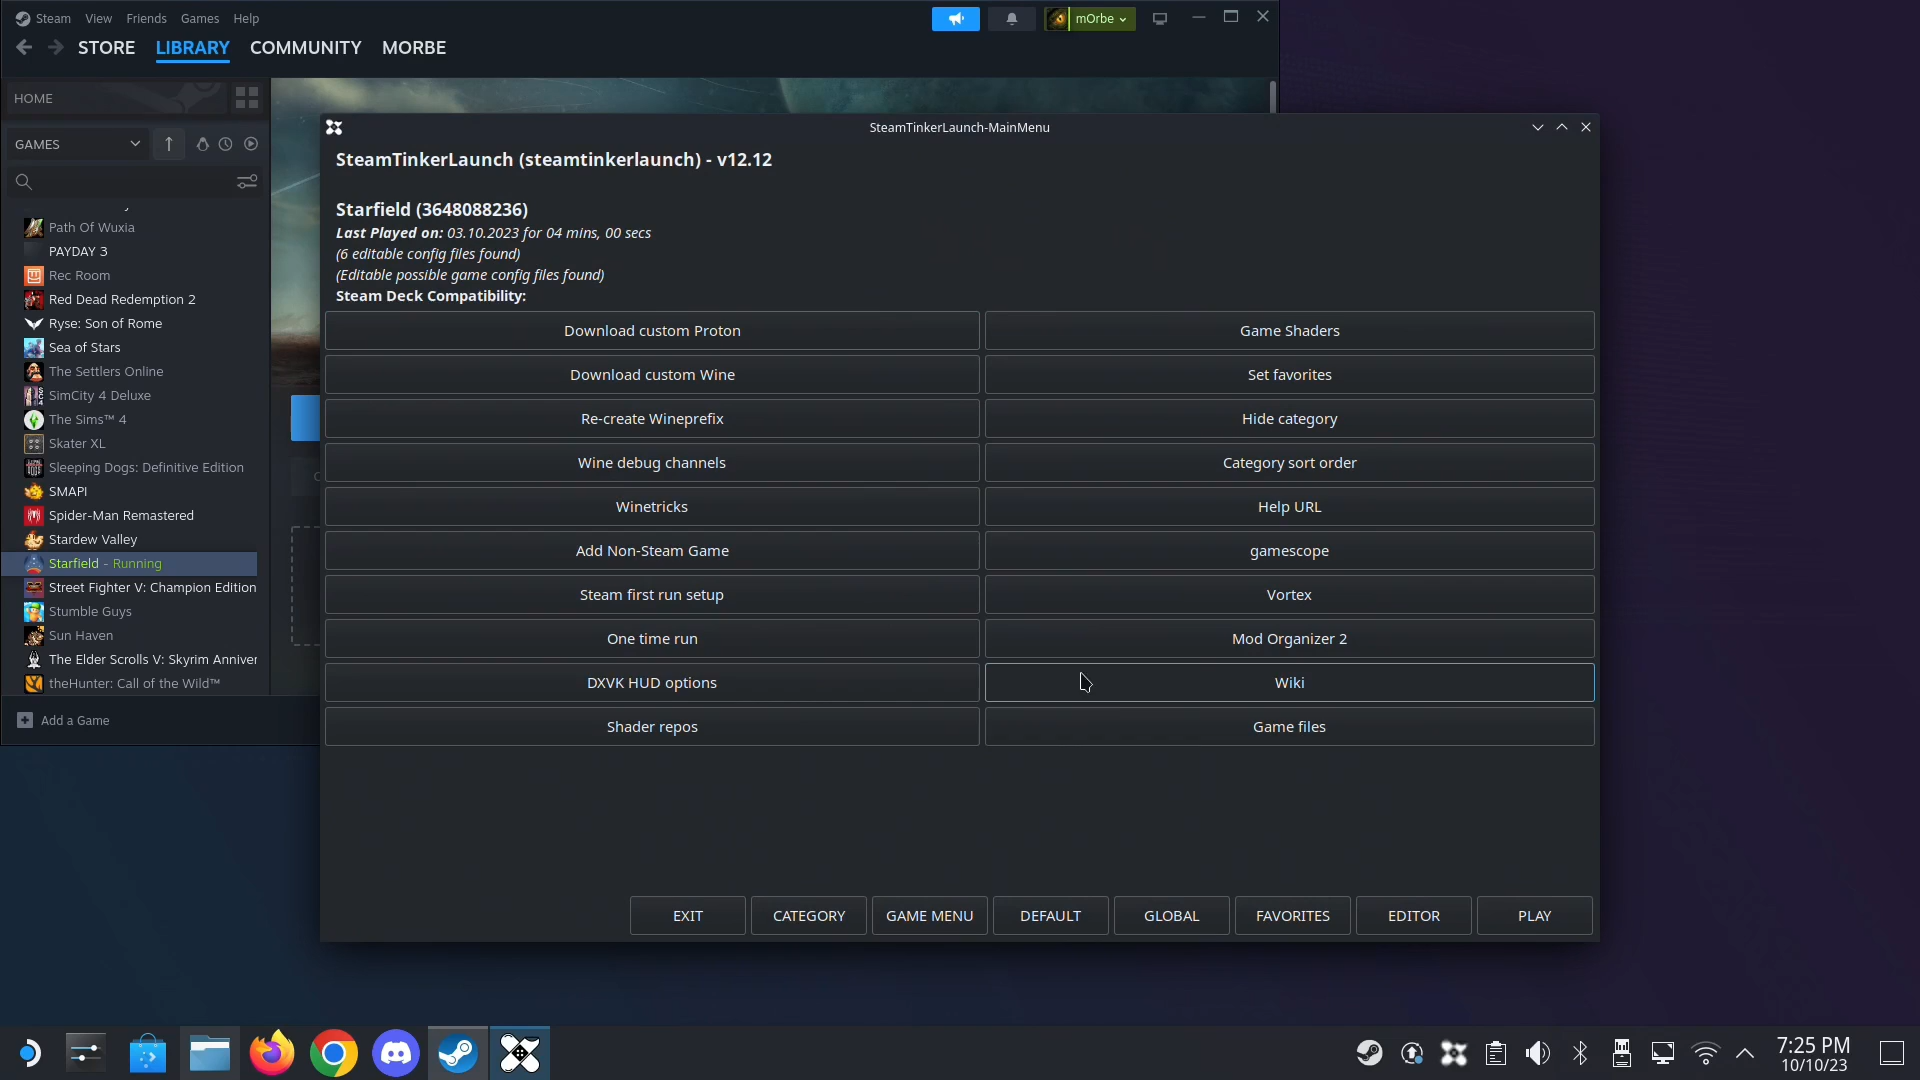 Steam View Friends Games Help
mOrbe
STORE LIBRARY COMMUNITY MORBE
HOME
GAMES
Path Of Wuxia
PAYDAY 3
Rec Room
Red Dead Redemption 2
Ryse: Son of Rome
Sea of Stars
The Settlers Online
SimCity 4 Deluxe
The Sims™ 4
Skater XL
Sleeping Dogs: Definitive Edition
SMAPI
Spider-Man Remastered
Stardew Valley
Starfield - Running
Street Fighter V: Champion Edition
Stumble Guys
Sun Haven
The Elder Scrolls V: Skyrim Anniver
theHunter: Call of the Wild™
Add a Game
SteamTinkerLaunch-MainMenu
SteamTinkerLaunch (steamtinkerlaunch) - v12.12
Starfield (3648088236)
Last Played on: 03.10.2023 for 04 mins, 00 secs
(6 editable config files found)
(Editable possible game config files found)
Steam Deck Compatibility:
Download custom Proton Game Shaders
Download custom Wine Set favorites
Re-create Wineprefix Hide category
Wine debug channels Category sort order
Winetricks Help URL
Add Non-Steam Game gamescope
Steam first run setup Vortex
One time run Mod Organizer 2
DXVK HUD options Wiki
Shader repos Game files
EXIT CATEGORY GAME MENU DEFAULT GLOBAL FAVORITES EDITOR PLAY
7:25 PM
10/10/23